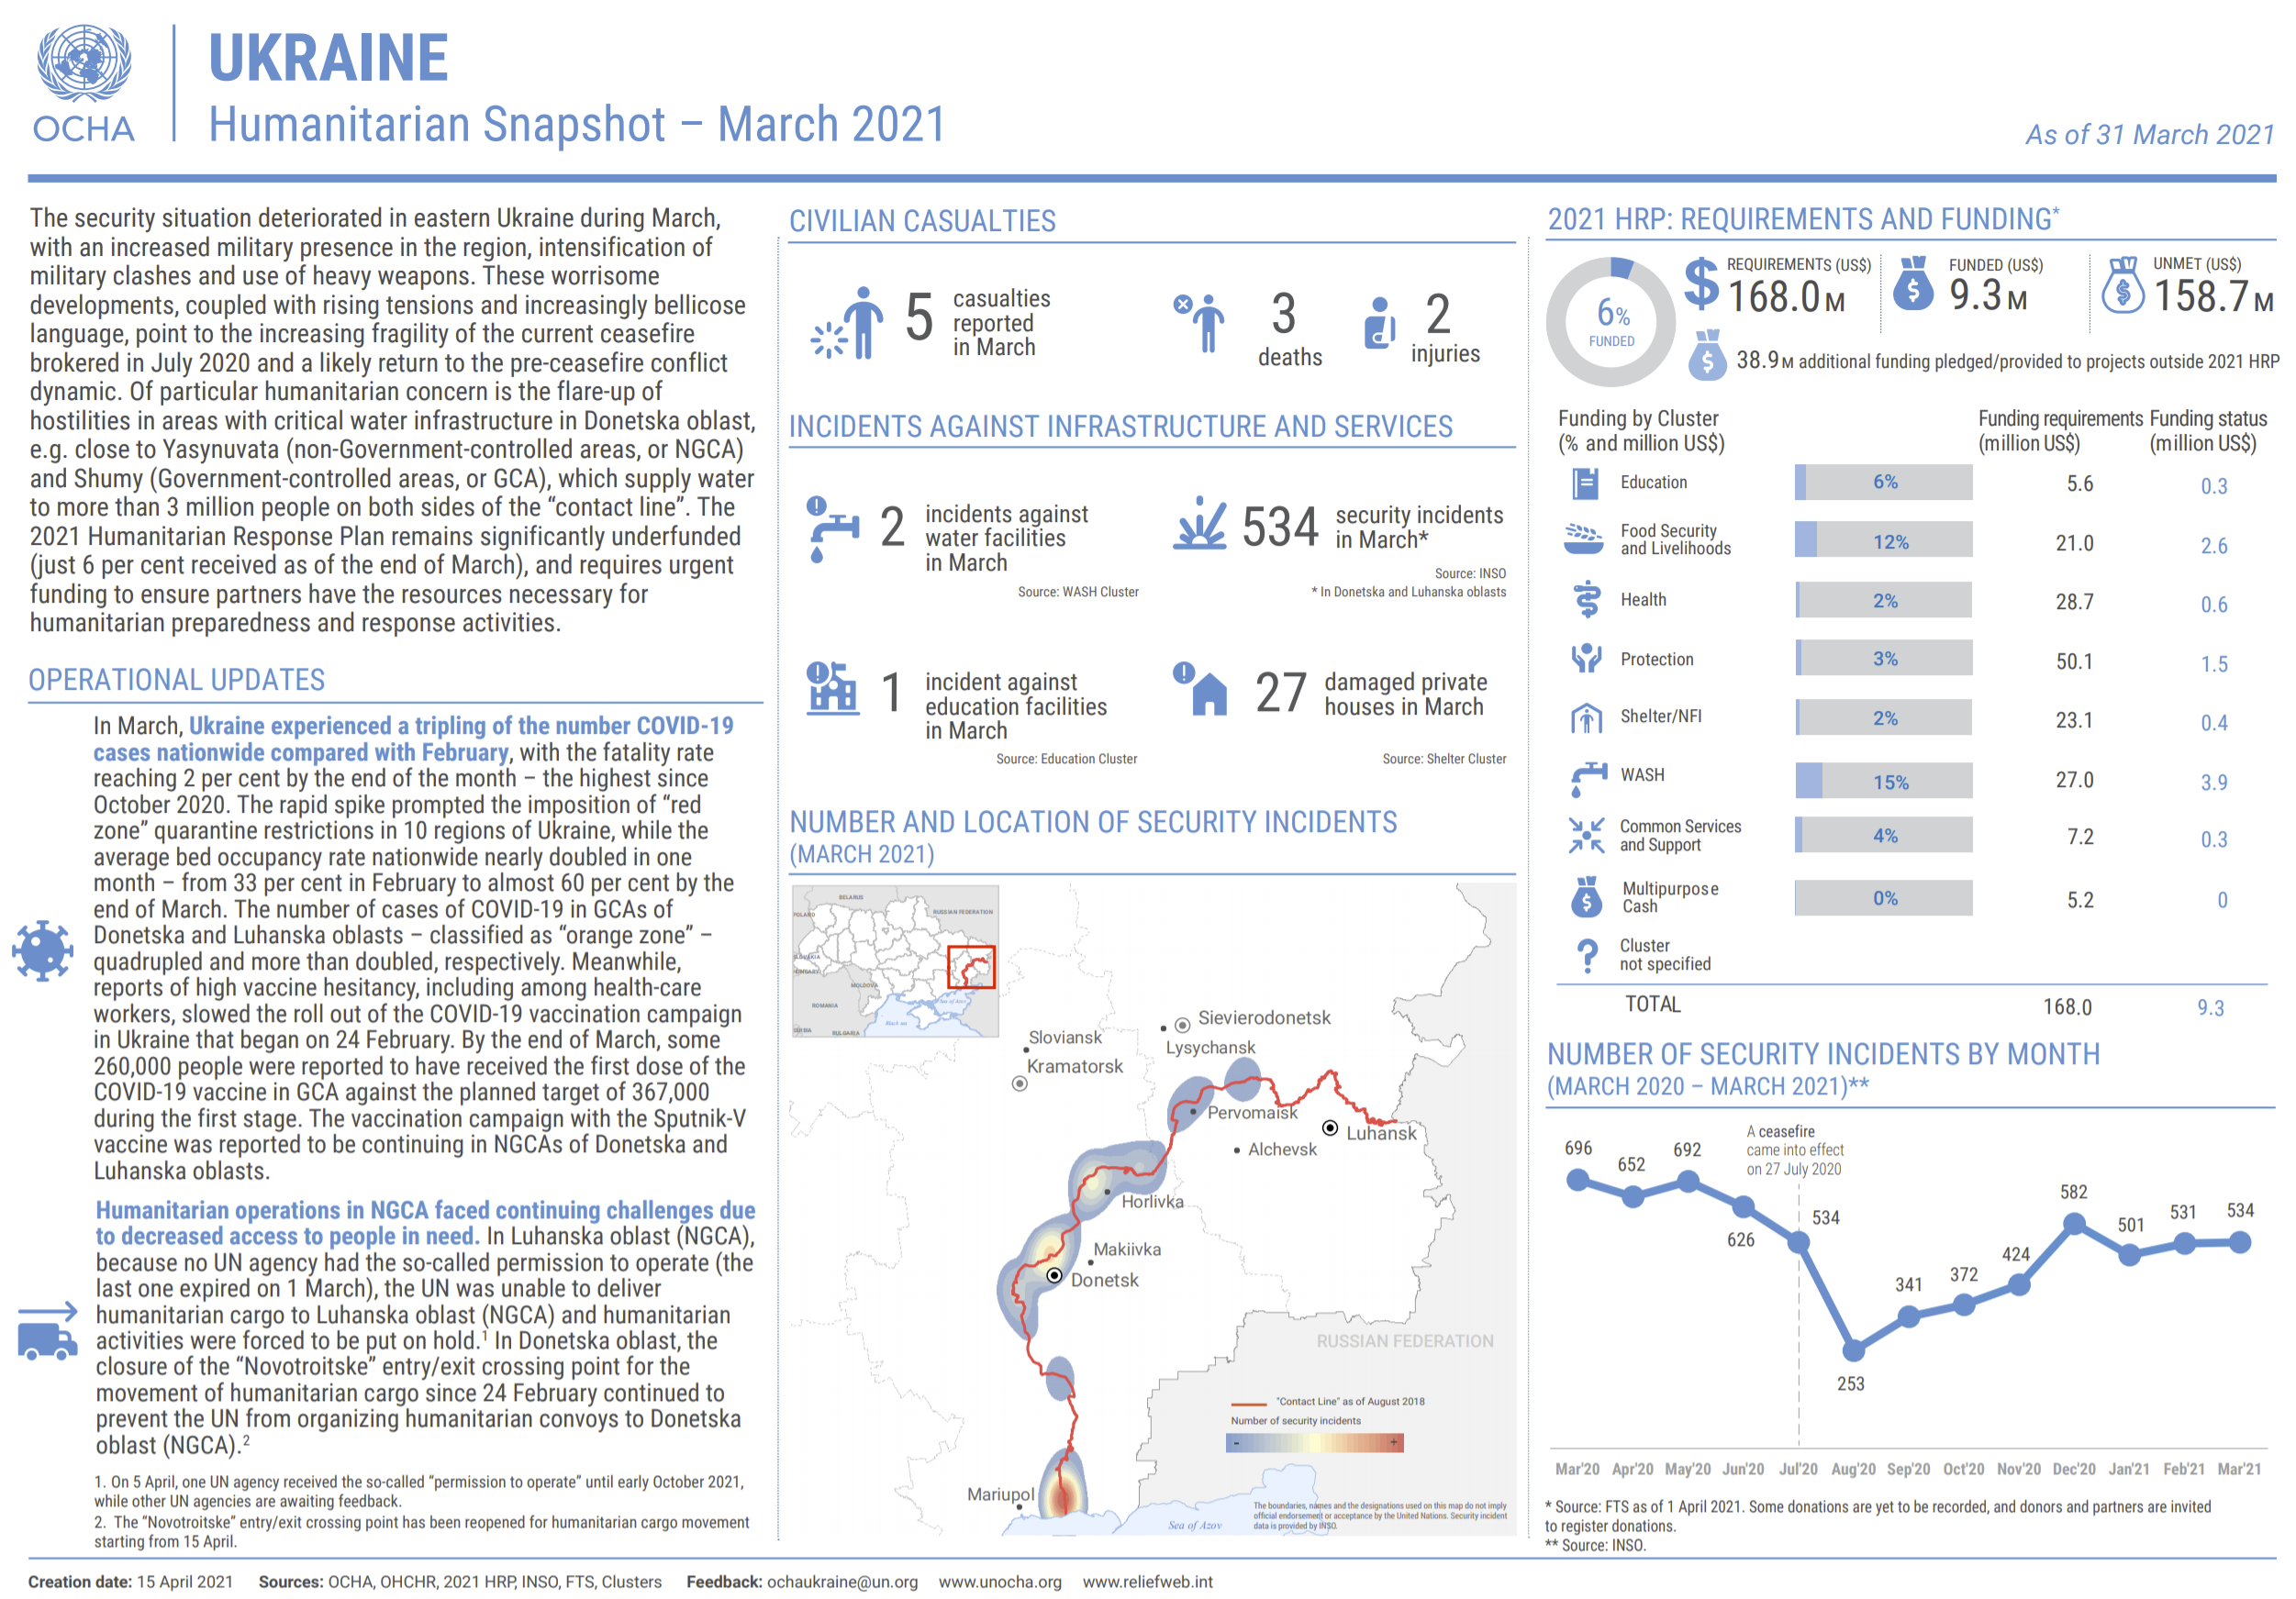 OCHA
UKRAINE
Humanitarian Snapshot – March 2021
As of 31 March 2021
The security situation deteriorated in eastern Ukraine during March,
with an increased military presence in the region, intensification of
military clashes and use of heavy weapons. These worrisome
developments, coupled with rising tensions and increasingly bellicose
language, point to the increasing fragility of the current ceasefire
brokered in July 2020 and a likely return to the pre-ceasefire conflict
dynamic. Of particular humanitarian concern is the flare-up of
hostilities in areas with critical water infrastructure in Donetska oblast,
e.g. close to Yasynuvata (non-Government-controlled areas, or NGCA)
and Shumy (Government-controlled areas, or GCA), which supply water
to more than 3 million people on both sides of the “contact line”. The
2021 Humanitarian Response Plan remains significantly underfunded
(just 6 per cent received as of the end of March), and requires urgent
funding to ensure partners have the resources necessary for
humanitarian preparedness and response activities.
OPERATIONAL UPDATES
In March, Ukraine experienced a tripling of the number COVID-19
cases nationwide compared with February, with the fatality rate
reaching 2 per cent by the end of the month – the highest since
October 2020. The rapid spike prompted the imposition of “red
zone” quarantine restrictions in 10 regions of Ukraine, while the
average bed occupancy rate nationwide nearly doubled in one
month – from 33 per cent in February to almost 60 per cent by the
end of March. The number of cases of COVID-19 in GCAs of
Donetska and Luhanska oblasts – classified as “orange zone” –
quadrupled and more than doubled, respectively. Meanwhile,
reports of high vaccine hesitancy, including among health-care
workers, slowed the roll out of the COVID-19 vaccination campaign
in Ukraine that began on 24 February. By the end of March, some
260,000 people were reported to have received the first dose of the
COVID-19 vaccine in GCA against the planned target of 367,000
during the first stage. The vaccination campaign with the Sputnik-V
vaccine was reported to be continuing in NGCAs of Donetska and
Luhanska oblasts.
Humanitarian operations in NGCA faced continuing challenges due
to decreased access to people in need. In Luhanska oblast (NGCA),
because no UN agency had the so-called permission to operate (the
last one expired on 1 March), the UN was unable to deliver
humanitarian cargo to Luhanska oblast (NGCA) and humanitarian
activities were forced to be put on hold.1 In Donetska oblast, the
closure of the “Novotroitske” entry/exit crossing point for the
movement of humanitarian cargo since 24 February continued to
prevent the UN from organizing humanitarian convoys to Donetska
oblast (NGCA).2
1. On 5 April, one UN agency received the so-called “permission to operate” until early October 2021,
while other UN agencies are awaiting feedback.
2. The “Novotroitske” entry/exit crossing point has been reopened for humanitarian cargo movement
starting from 15 April.
CIVILIAN CASUALTIES
5 casualties
reported
in March
3
deaths
2
injuries
INCIDENTS AGAINST INFRASTRUCTURE AND SERVICES
2 incidents against
water facilities
in March
Source: WASH Cluster
534 security incidents
in March*
Source: INSO
* In Donetska and Luhanska oblasts
1 incident against
education facilities
in March
Source: Education Cluster
27 damaged private
houses in March
Source: Shelter Cluster
NUMBER AND LOCATION OF SECURITY INCIDENTS
(MARCH 2021)
BELARUS
POLAND
RUSSIAN FEDERATION
SLOVAKIA
HUNGARY
MOLDOVA
ROMANIA
Sea of Azov
Black sea
SERBIA
BULGARIA
Sievierodonetsk
Sloviansk
Lysychansk
Kramatorsk
Pervomaisk
Luhansk
Alchevsk
Horlivka
Makiivka
Donetsk
RUSSIAN FEDERATION
"Contact Line" as of August 2018
Number of security incidents
- +
Mariupol
Sea of Azov
The boundaries, names and the designations used on this map do not imply
official endorsement or acceptance by the United Nations. Security incident
data is provided by INSO.
2021 HRP: REQUIREMENTS AND FUNDING*
6%
FUNDED
REQUIREMENTS (US$)
168.0 M
FUNDED (US$)
9.3 M
UNMET (US$)
158.7 M
38.9 M additional funding pledged/provided to projects outside 2021 HRP
Funding by Cluster
(% and million US$)
Funding requirements
(million US$)
Funding status
(million US$)
Education 6% 5.6 0.3
Food Security
and Livelihoods 12% 21.0 2.6
Health 2% 28.7 0.6
Protection 3% 50.1 1.5
Shelter/NFI 2% 23.1 0.4
WASH 15% 27.0 3.9
Common Services
and Support 4% 7.2 0.3
Multipurpose
Cash 0% 5.2 0
Cluster
not specified
TOTAL 168.0 9.3
NUMBER OF SECURITY INCIDENTS BY MONTH
(MARCH 2020 – MARCH 2021)**
A ceasefire
came into effect
on 27 July 2020
696 652 692 626 534 253 341 372 424 582 501 531 534
Mar'20 Apr'20 May'20 Jun'20 Jul'20 Aug'20 Sep'20 Oct'20 Nov'20 Dec'20 Jan'21 Feb'21 Mar'21
* Source: FTS as of 1 April 2021. Some donations are yet to be recorded, and donors and partners are invited
to register donations.
** Source: INSO.
Creation date: 15 April 2021 Sources: OCHA, OHCHR, 2021 HRP, INSO, FTS, Clusters Feedback: ochaukraine@un.org www.unocha.org www.reliefweb.int